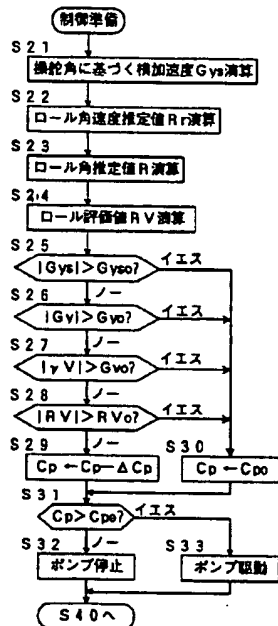 制御準備
S21
操舵角に基づく横加速度Gys演算
S22
ロール角速度推定値Rr演算
S23
ロール角推定値R演算
S24
ロール評価値RV演算
S25
|Gys|>Gyso?
イエス
ノー
S26
|Gy|>Gyo?
イエス
ノー
S27
|γV|>Gvo?
イエス
ノー
S28
|RV|>RVo?
イエス
ノー
S29
Cp←Cp-ΔCp
S30
Cp←Cpo
S31
Cp>Cpe?
イエス
ノー
S32
ポンプ停止
S33
ポンプ駆動
S40へ